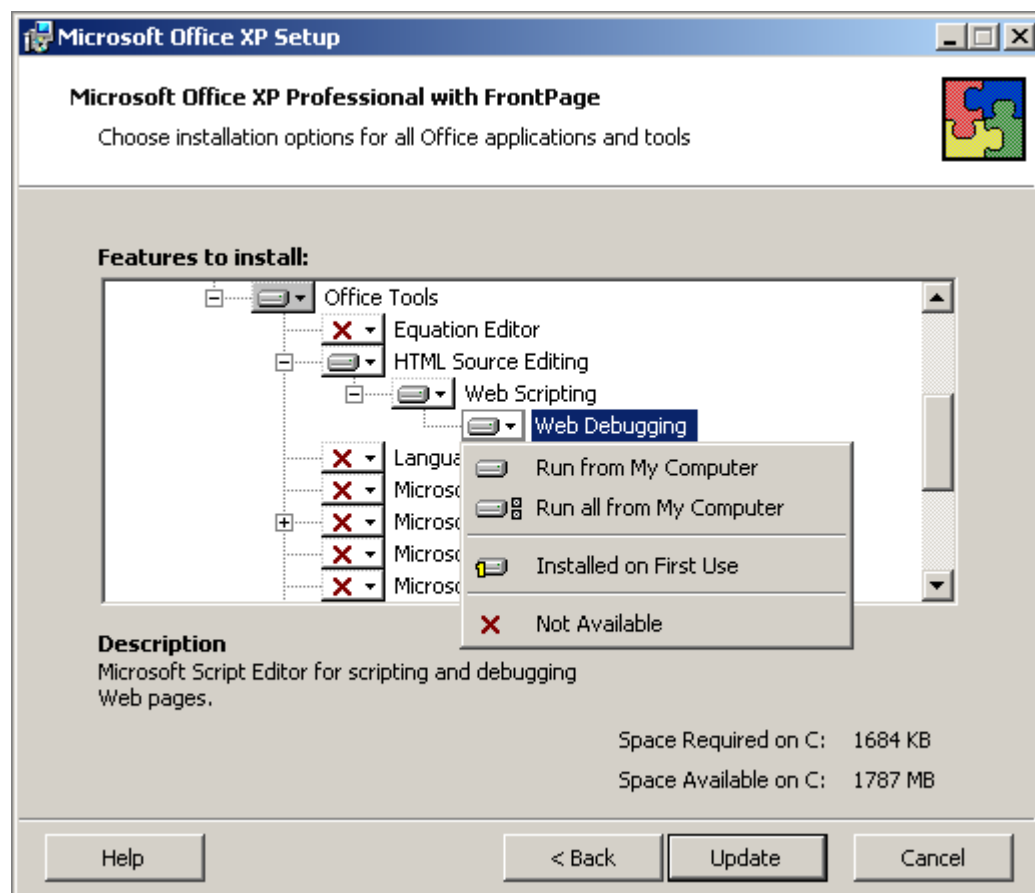 Microsoft Office XP Setup
Microsoft Office XP Professional with FrontPage
Choose installation options for all Office applications and tools
Features to install:
Office Tools
Equation Editor
HTML Source Editing
Web Scripting
Web Debugging
Run from My Computer
Run all from My Computer
Installed on First Use
Not Available
Description
Microsoft Script Editor for scripting and debugging
Web pages.
Space Required on C: 1684 KB
Space Available on C: 1787 MB
Help < Back Update Cancel